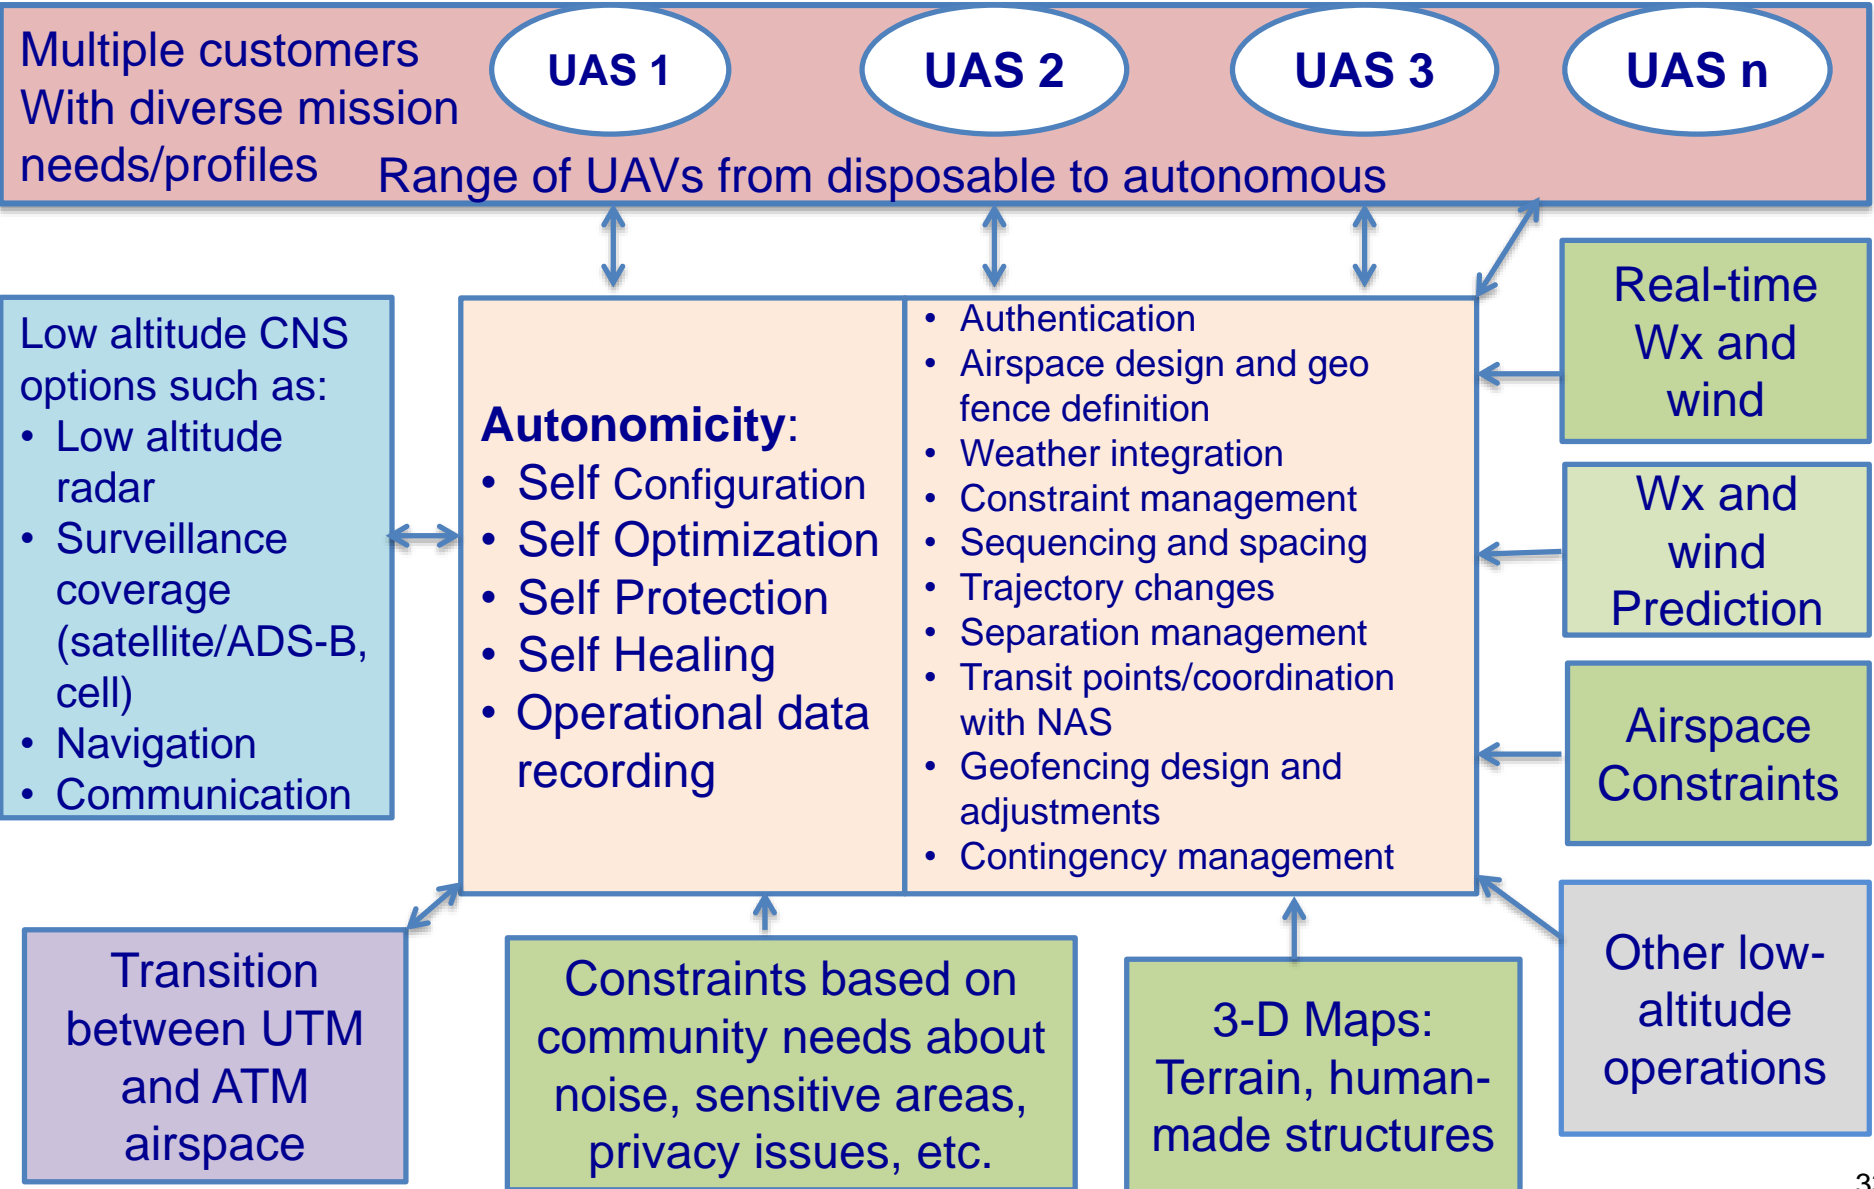 Multiple customers
With diverse mission
needs/profiles
UAS 1
UAS 2
UAS 3
UAS n
Range of UAVs from disposable to autonomous
Low altitude CNS
options such as:
• Low altitude
radar
• Surveillance
coverage
(satellite/ADS-B,
cell)
• Navigation
• Communication
Autonomicity:
• Self Configuration
• Self Optimization
• Self Protection
• Self Healing
• Operational data
recording
• Authentication
• Airspace design and geo
fence definition
• Weather integration
• Constraint management
• Sequencing and spacing
• Trajectory changes
• Separation management
• Transit points/coordination
with NAS
• Geofencing design and
adjustments
• Contingency management
Real-time
Wx and
wind
Wx and
wind
Prediction
Airspace
Constraints
Other low-
altitude
operations
Transition
between UTM
and ATM
airspace
Constraints based on
community needs about
noise, sensitive areas,
privacy issues, etc.
3-D Maps:
Terrain, human-
made structures